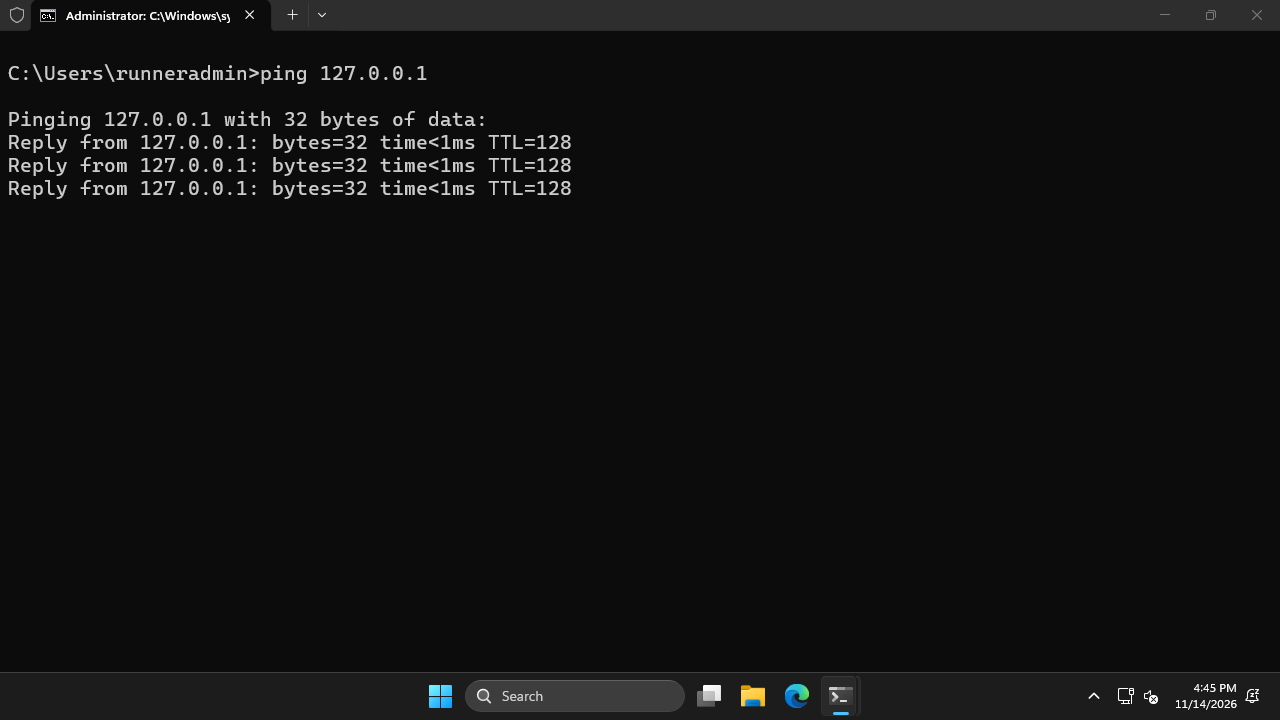 Administrator: C:\Windows\sy
C:\Users\runneradmin>ping 127.0.0.1
Pinging 127.0.0.1 with 32 bytes of data:
Reply from 127.0.0.1: bytes=32 time<1ms TTL=128
Reply from 127.0.0.1: bytes=32 time<1ms TTL=128
Reply from 127.0.0.1: bytes=32 time<1ms TTL=128
Search
4:45 PM
11/14/2026